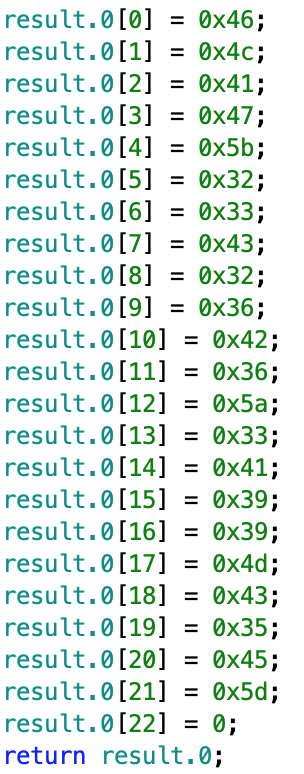 result.0[0] = 0x46;
result.0[1] = 0x4c;
result.0[2] = 0x41;
result.0[3] = 0x47;
result.0[4] = 0x5b;
result.0[5] = 0x32;
result.0[6] = 0x33;
result.0[7] = 0x43;
result.0[8] = 0x32;
result.0[9] = 0x36;
result.0[10] = 0x42;
result.0[11] = 0x36;
result.0[12] = 0x5a;
result.0[13] = 0x33;
result.0[14] = 0x41;
result.0[15] = 0x39;
result.0[16] = 0x39;
result.0[17] = 0x4d;
result.0[18] = 0x43;
result.0[19] = 0x35;
result.0[20] = 0x45;
result.0[21] = 0x5d;
result.0[22] = 0;
return result.0;